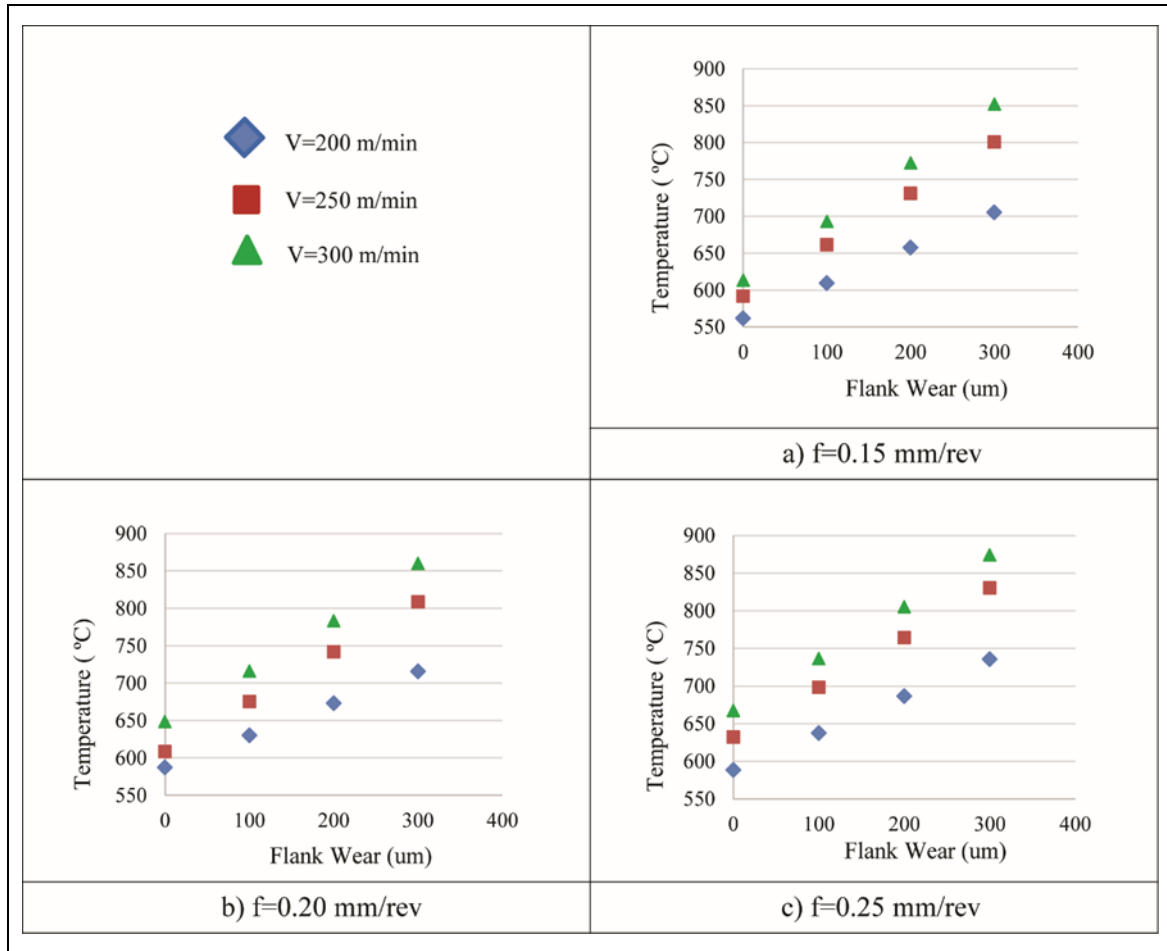 V=200 m/min
V=250 m/min
V=300 m/min
900
850
800
750
700
650
600
550
Temperature ( ºC)
0 100 200 300 400
Flank Wear (um)
a) f=0.15 mm/rev
900
850
800
750
700
650
600
550
Temperature ( ºC)
0 100 200 300 400
Flank Wear (um)
b) f=0.20 mm/rev
900
850
800
750
700
650
600
550
Temperature ( ºC)
0 100 200 300 400
Flank Wear (um)
c) f=0.25 mm/rev